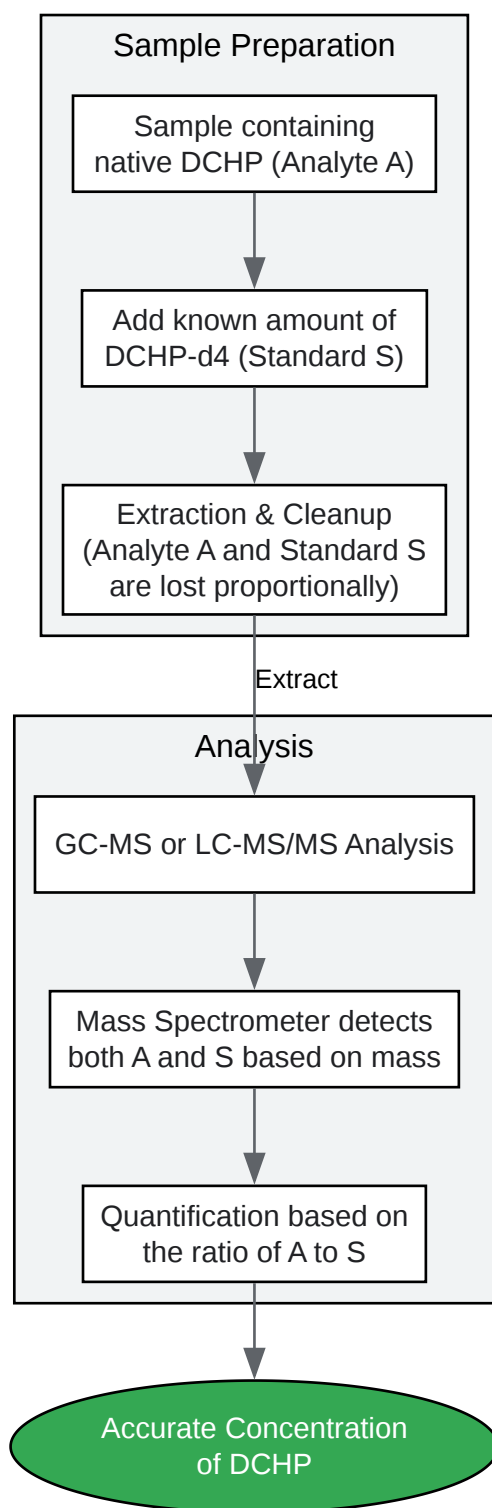 Sample Preparation
Sample containing
native DCHP (Analyte A)
Add known amount of
DCHP-d4 (Standard S)
Extraction & Cleanup
(Analyte A and Standard S
are lost proportionally)
Extract
Analysis
GC-MS or LC-MS/MS Analysis
Mass Spectrometer detects
both A and S based on mass
Quantification based on
the ratio of A to S
Accurate Concentration
of DCHP